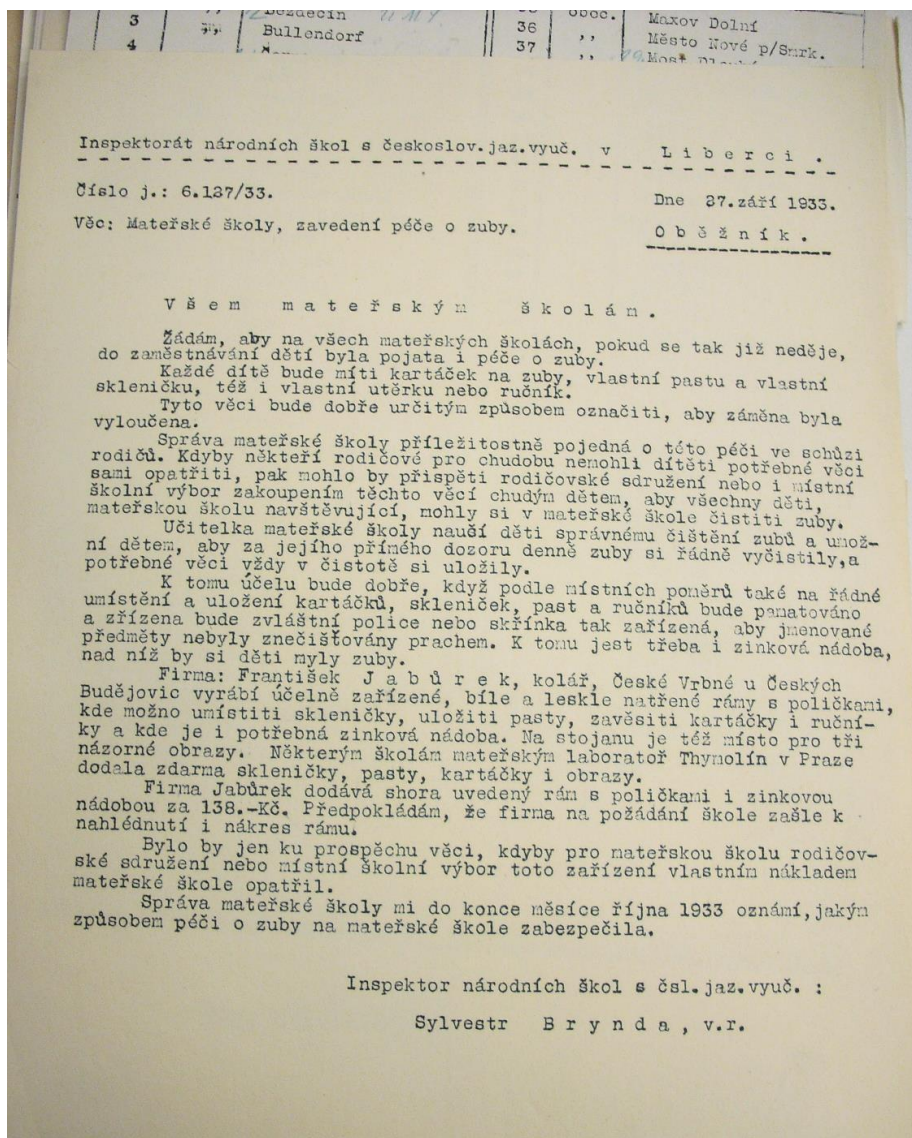 3 ,, Bezděčín
4 ,, Bullendorf
36 obec. Maxov Dolní
37 ,, Město Nové p/Smrk.
Inspektorát národních škol s českoslov.jaz.vyuč. v Liberci.
Číslo j.: 6.137/33.
Dne 27.září 1933.
Věc: Mateřské školy, zavedení péče o zuby.
Oběžník.
Všem mateřským školám.
Žádám, aby na všech mateřských školách, pokud se tak již neděje,
do zaměstnávání dětí byla pojata i péče o zuby.
Každé dítě bude míti kartáček na zuby, vlastní pastu a vlastní
skleničku, též i vlastní utěrku nebo ručník.
Tyto věci bude dobře určitým způsobem označiti, aby záměna byla
vyloučena.
Správa mateřské školy příležitostně pojedná o této péči ve schůzi
rodičů. Kdyby někteří rodičové pro chudobu nemohli dítěti potřebné věci
sami opatřiti, pak mohlo by přispěti rodičovské sdružení nebo i místní
školní výbor zakoupením těchto věcí chudým dětem, aby všechny děti,
mateřskou školu navštěvující, mohly si v mateřské škole čistiti zuby.
Učitelka mateřské školy naučí děti správnému čištění zubů a umož-
ní dětem, aby za jejího přímého dozoru denně zuby si řádně vyčistily,a
potřebné věci vždy v čistotě si uložily.
K tomu účelu bude dobře, když podle místních poměrů také na řádné
umístění a uložení kartáčků, skleniček, past a ručníků bude pamatováno
a zřízena bude zvláštní police nebo skřínka tak zařízená, aby jmenované
předměty nebyly znečišťovány prachem. K tomu jest třeba i zinková nádoba,
nad níž by si děti myly zuby.
Firma: František Jabůrek, kolář, České Vrbné u Českých
Budějovic vyrábí účelně zařízené, bíle a leskle natřené rámy s poličkami,
kde možno umístiti skleničky, uložiti pasty, zavěsiti kartáčky i ruční-
ky a kde je i potřebná zinková nádoba. Na stojanu je též místo pro tři
názorné obrazy. Některým školám mateřským laboratoř Thymolín v Praze
dodala zdarma skleničky, pasty, kartáčky i obrazy.
Firma Jabůrek dodává shora uvedený rám s poličkami i zinkovou
nádobou za 138.-Kč. Předpokládám, že firma na požádání škole zašle k
nahlédnutí i nákres rámu.
Bylo by jen ku prospěchu věci, kdyby pro mateřskou školu rodičov-
ské sdružení nebo místní školní výbor toto zařízení vlastním nákladem
mateřské škole opatřil.
Správa mateřské školy mi do konce měsíce října 1933 oznámí,jakým
způsobem péči o zuby na mateřské škole zabezpečila.
Inspektor národních škol s čsl.jaz.vyuč. :
Sylvestr Brynda, v.r.